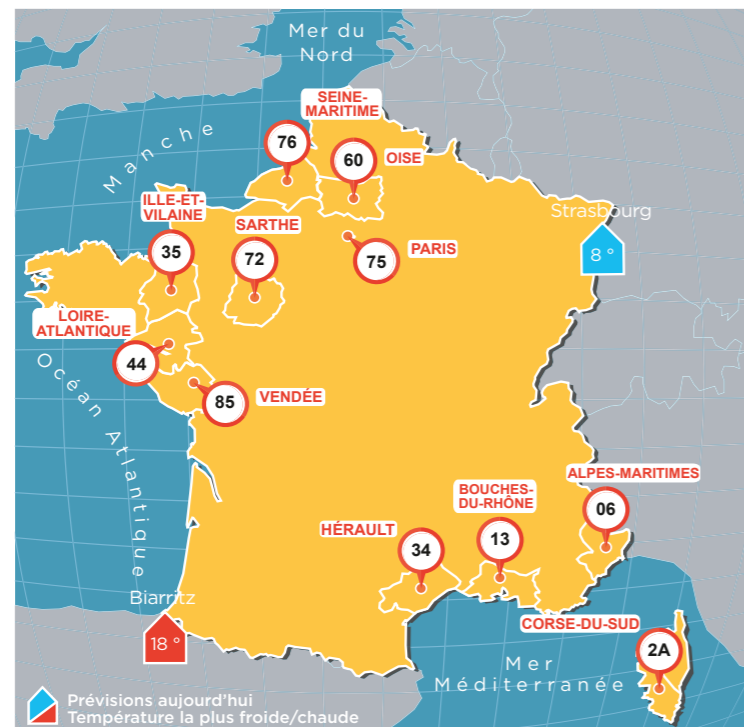 Mer du
Nord
SEINE-
MARITIME
76
60
OISE
Manche
ILLE-ET-
VILAINE
35
SARTHE
72
PARIS
75
Strasbourg
8 °
LOIRE-
ATLANTIQUE
44
85
VENDÉE
Océan Atlantique
ALPES-MARITIMES
06
BOUCHES-
DU-RHÔNE
13
HÉRAULT
34
Biarritz
18 °
CORSE-DU-SUD
2A
Mer
Méditerranée
Prévisions aujourd'hui
Température la plus froide/chaude